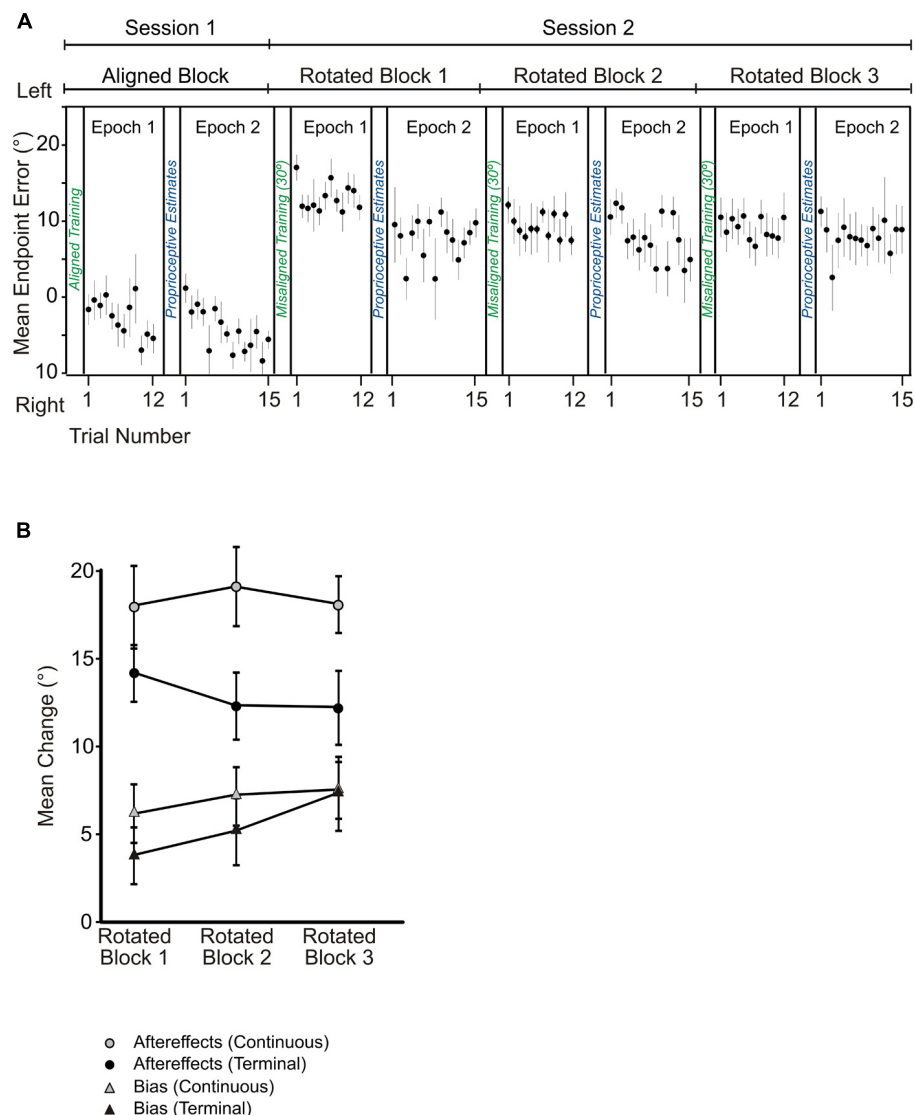 A
Session 1 Session 2
Left Aligned Block Rotated Block 1 Rotated Block 2 Rotated Block 3
Mean Endpoint Error (°)
20
10
0
10
Aligned Training
Epoch 1
Proprioceptive Estimates
Epoch 2
Misaligned Training (30º)
Epoch 1
Proprioceptive Estimates
Epoch 2
Misaligned Training (30º)
Epoch 1
Proprioceptive Estimates
Epoch 2
Misaligned Training (30º)
Epoch 1
Proprioceptive Estimates
Epoch 2
Right 1 12 1 15 1 12 1 15 1 12 1 15 1 12 1 15
Trial Number
B
Mean Change (°)
20
15
10
5
0
Rotated Rotated Rotated
Block 1 Block 2 Block 3
Aftereffects (Continuous)
Aftereffects (Terminal)
Bias (Continuous)
Bias (Terminal)